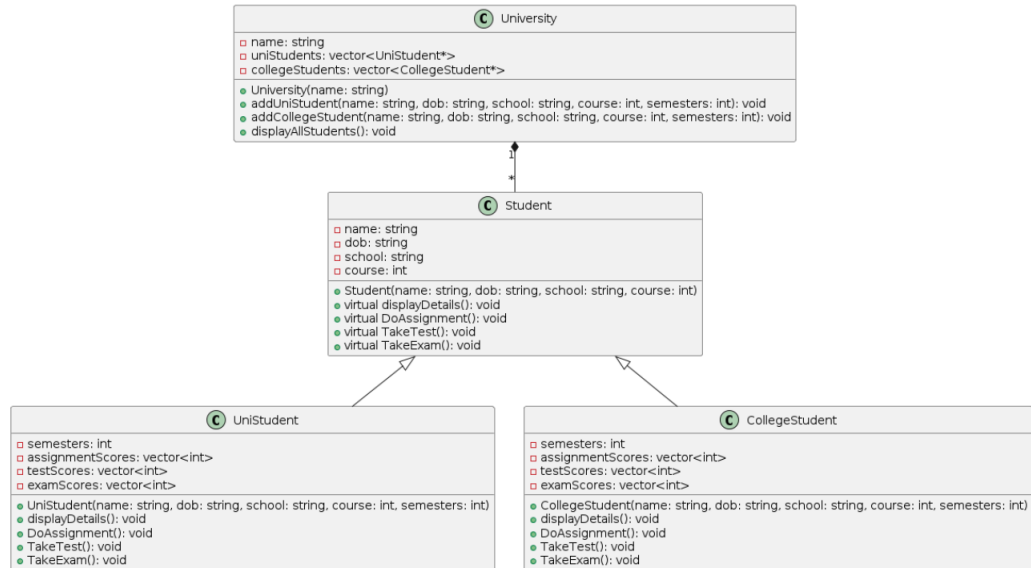 C University
name: string
uniStudents: vector<UniStudent*>
collegeStudents: vector<CollegeStudent*>
University(name: string)
addUniStudent(name: string, dob: string, school: string, course: int, semesters: int): void
addCollegeStudent(name: string, dob: string, school: string, course: int, semesters: int): void
displayAllStudents(): void
1
*
C Student
name: string
dob: string
school: string
course: int
Student(name: string, dob: string, school: string, course: int)
virtual displayDetails(): void
virtual DoAssignment(): void
virtual TakeTest(): void
virtual TakeExam(): void
C UniStudent
semesters: int
assignmentScores: vector<int>
testScores: vector<int>
examScores: vector<int>
UniStudent(name: string, dob: string, school: string, course: int, semesters: int)
displayDetails(): void
DoAssignment(): void
TakeTest(): void
TakeExam(): void
C CollegeStudent
semesters: int
assignmentScores: vector<int>
testScores: vector<int>
examScores: vector<int>
CollegeStudent(name: string, dob: string, school: string, course: int, semesters: int)
displayDetails(): void
DoAssignment(): void
TakeTest(): void
TakeExam(): void